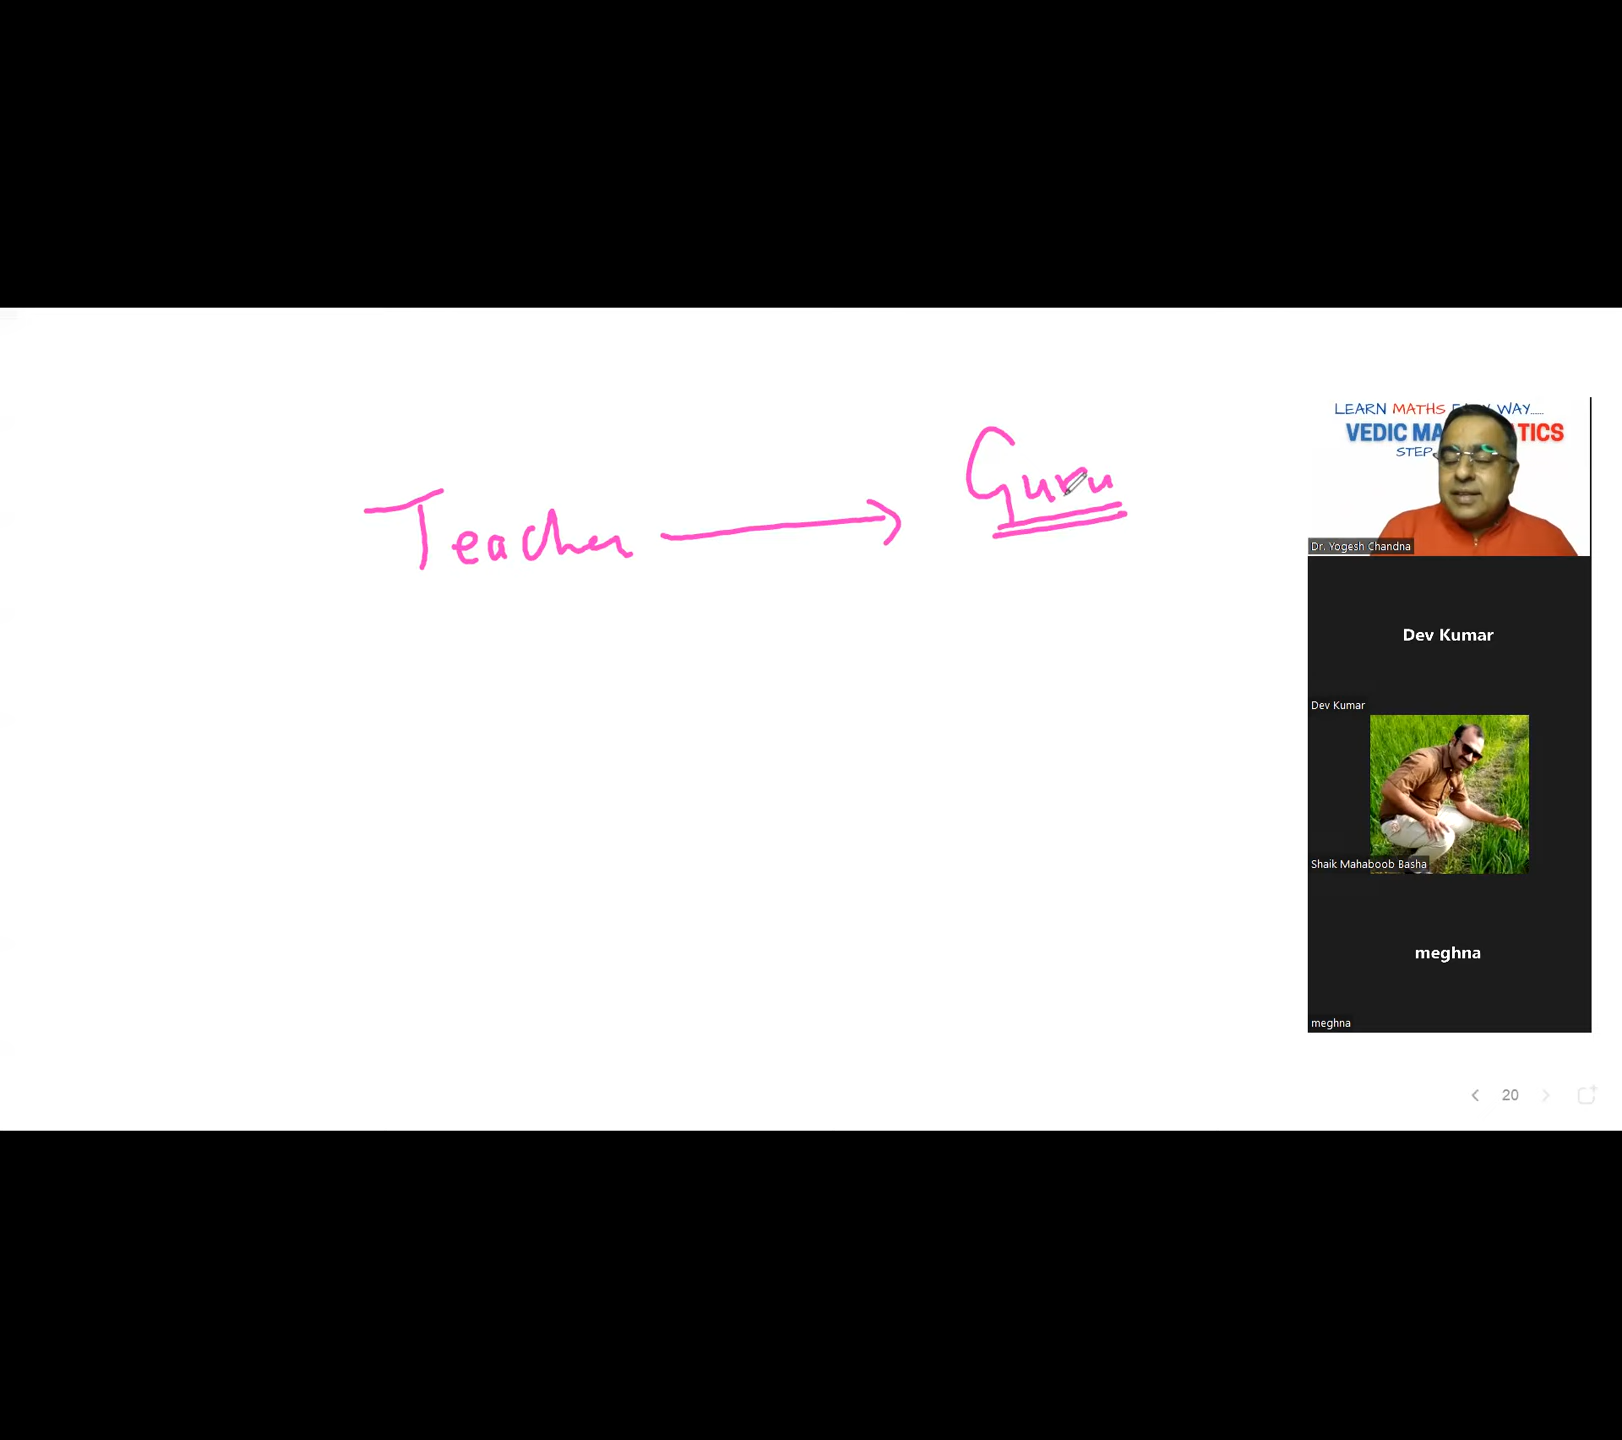 Teacher → Guru
LEARN MATHS WAY......
VEDIC TICS
STEP
Dr. Yogesh Chandna
Dev Kumar
Dev Kumar
Shaik Mahaboob Basha
meghna
meghna
20